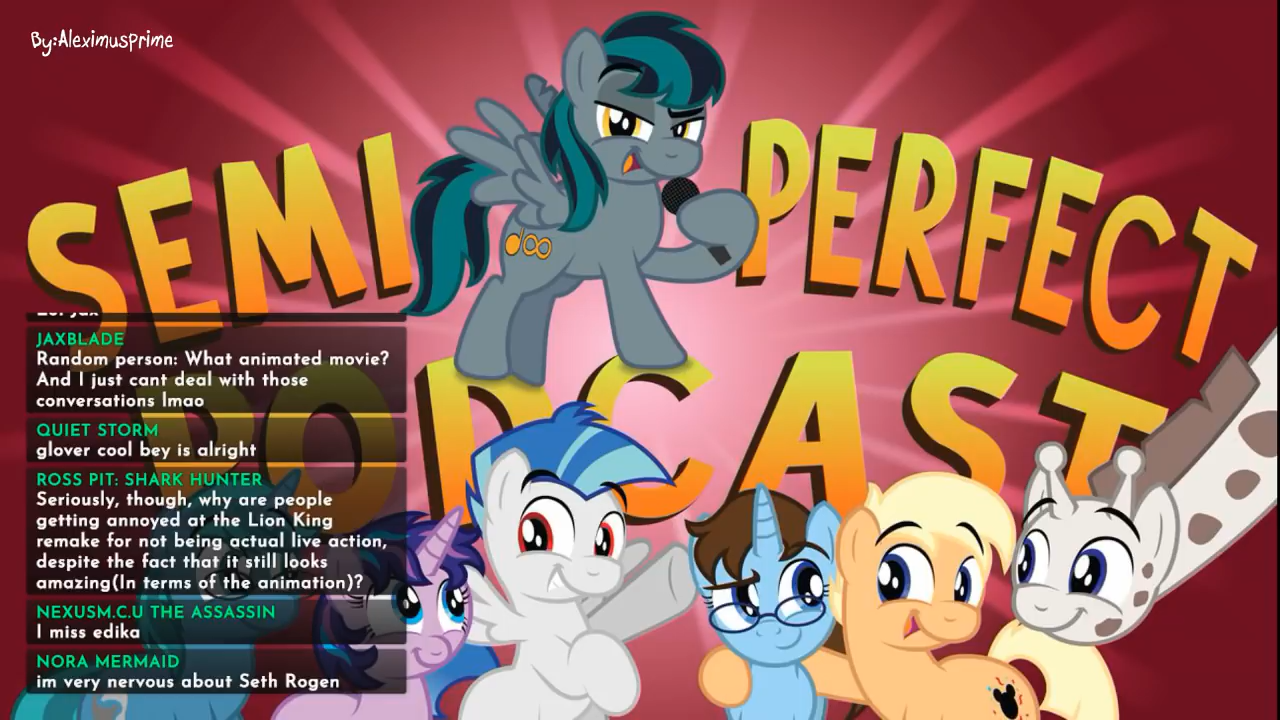 By:Aleximusprime
SEMI PERFECT
PODCAST
JAXBLADE
Random person: What animated movie?
And I just cant deal with those
conversations lmao
QUIET STORM
glover cool bey is alright
ROSS PIT: SHARK HUNTER
Seriously, though, why are people
getting annoyed at the Lion King
remake for not being actual live action,
despite the fact that it still looks
amazing(In terms of the animation)?
NEXUSM.C.U THE ASSASSIN
I miss edika
NORA MERMAID
im very nervous about Seth Rogen